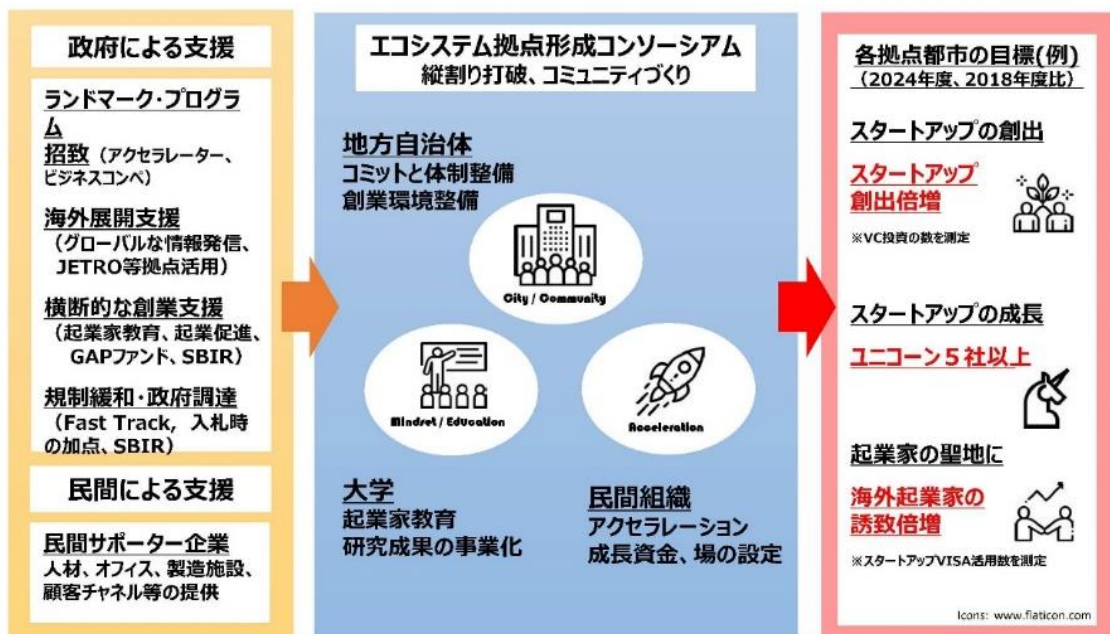 政府による支援
ランドマーク・プログラ
ム
招致（アクセラレーター、
ビジネスコンペ）
海外展開支援
（グローバルな情報発信、
JETRO等拠点活用）
横断的な創業支援
（起業家教育、起業促進、
GAPファンド、SBIR）
規制緩和・政府調達
（Fast Track, 入札時
の加点、SBIR）
民間による支援
民間サポーター企業
人材、オフィス、製造施設、
顧客チャネル等の提供
エコシステム拠点形成コンソーシアム
縦割り打破、コミュニティづくり
地方自治体
コミットと体制整備
創業環境整備
City / Community
Mindset / Education
Acceleration
大学
起業家教育
研究成果の事業化
民間組織
アクセラレーション
成長資金、場の設定
各拠点都市の目標(例)
（2024年度、2018年度比）
スタートアップの創出
スタートアップ
創出倍増
※VC投資の数を測定
スタートアップの成長
ユニコーン５社以上
起業家の聖地に
海外起業家の
誘致倍増
※スタートアップVISA活用数を測定
Icons: www.flaticon.com